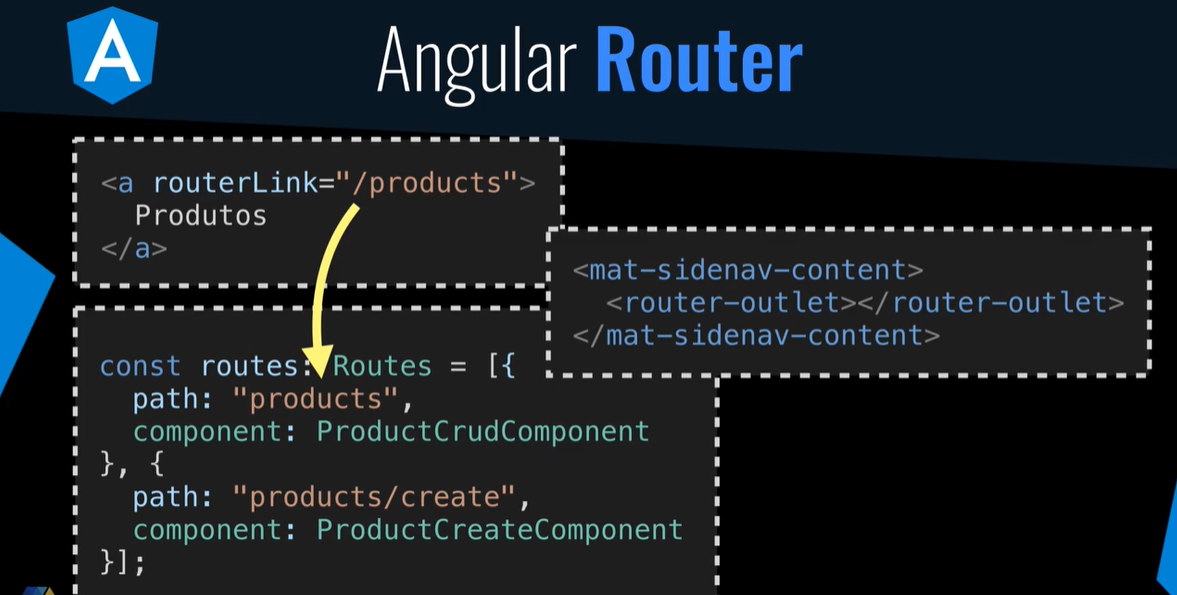 A
Angular Router
<a routerLink="/products">
Produtos
</a>
<mat-sidenav-content>
<router-outlet></router-outlet>
</mat-sidenav-content>
const routes: Routes = [{
path: "products",
component: ProductCrudComponent
}, {
path: "products/create",
component: ProductCreateComponent
}];